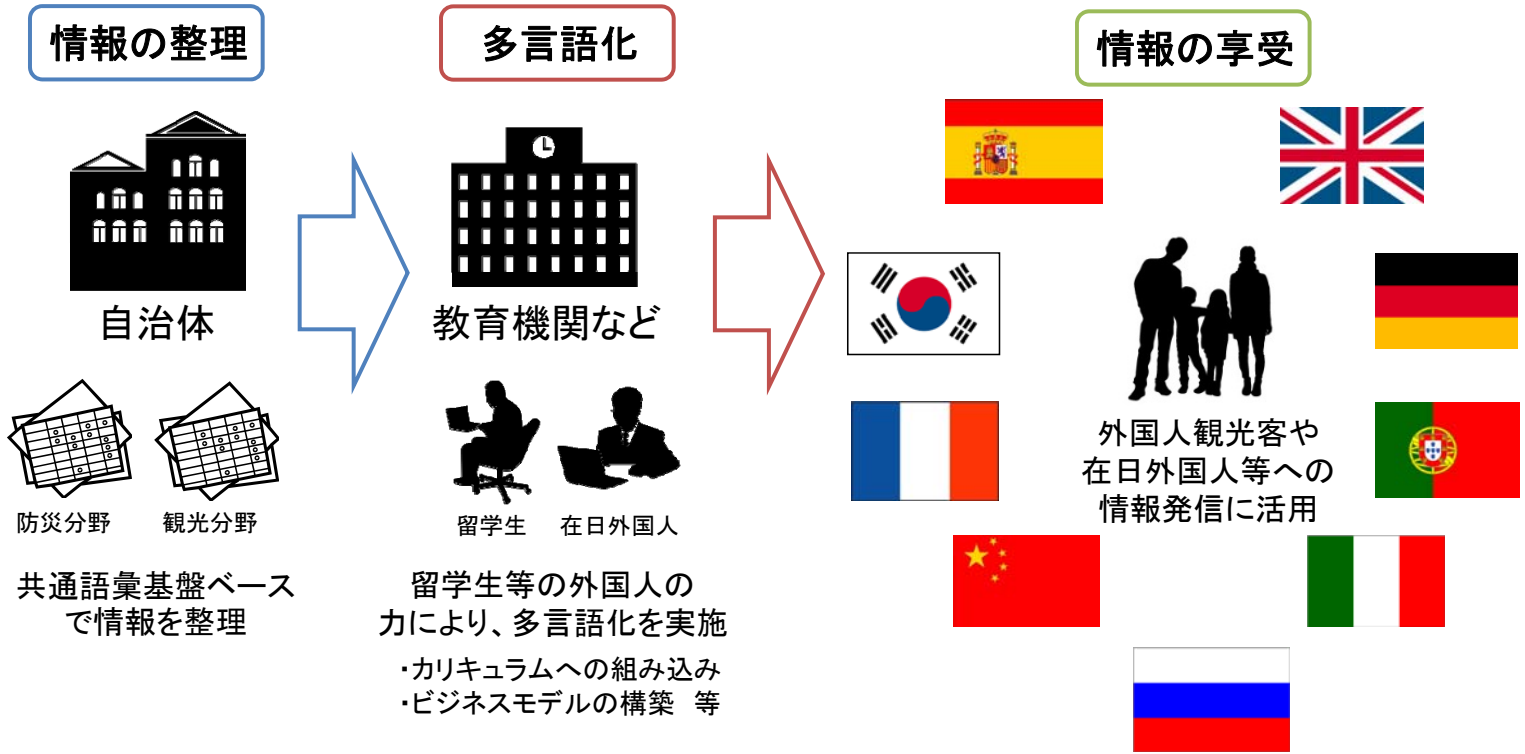 情報の整理
自治体
防災分野 観光分野
共通語彙基盤ベース
で情報を整理
多言語化
教育機関など
留学生 在日外国人
留学生等の外国人の
力により、多言語化を実施
・カリキュラムへの組み込み
・ビジネスモデルの構築 等
情報の享受
外国人観光客や
在日外国人等への
情報発信に活用